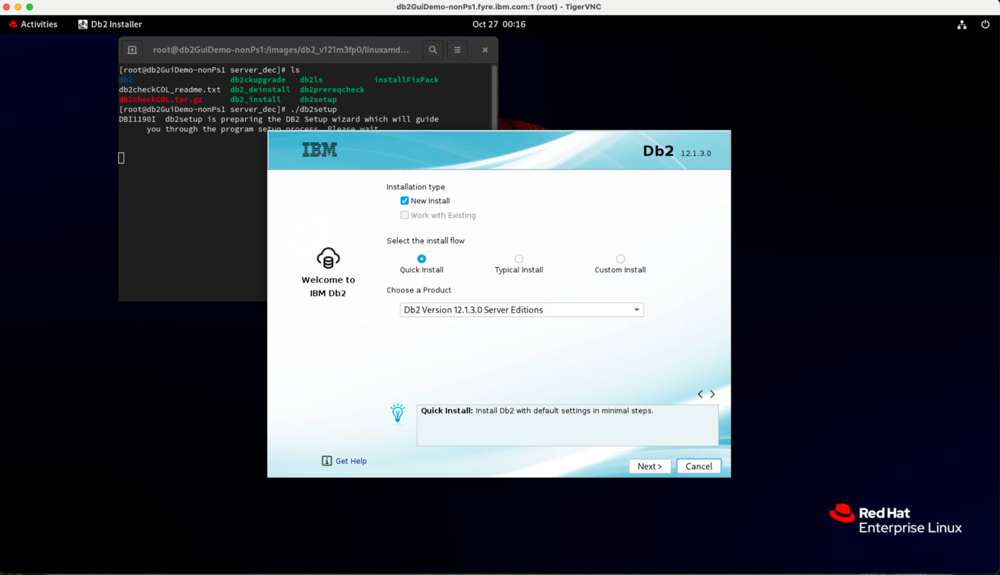 db2GuiDemo-nonPs1.fyre.ibm.com:1 (root) - TigerVNC
Activities Db2 Installer Oct 27 00:16
root@db2GuiDemo-nonPs1:/images/db2_v121m3fp0/linuxamd...
[root@db2GuiDemo-nonPs1 server_dec]# ls
db2 db2ckupgrade db2ls installFixPack
db2checkCOL_readme.txt db2_deinstall db2prereqcheck
db2checkCOL.tar.gz db2_install db2setup
[root@db2GuiDemo-nonPs1 server_dec]# ./db2setup
DBI1190I db2setup is preparing the DB2 Setup wizard which will guide
you through the program setup process. Please wait.
IBM
Db2 12.1.3.0
Installation type
New Install
Work with Existing
Select the install flow
Quick Install Typical Install Custom Install
Welcome to
IBM Db2
Choose a Product
Db2 Version 12.1.3.0 Server Editions
< >
Quick Install: Install Db2 with default settings in minimal steps.
Get Help
Next >
Cancel
Red Hat
Enterprise Linux